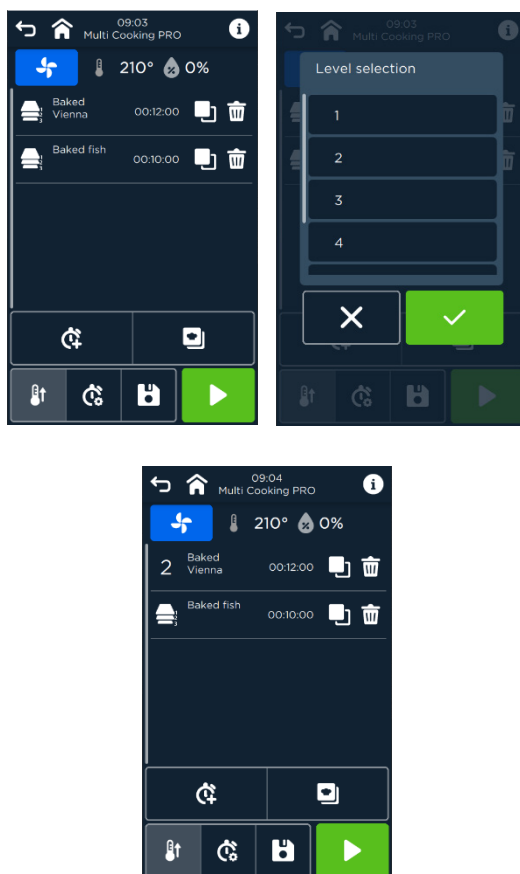 09:03
Multi Cooking PRO
210° 0%
Baked
Vienna 00:12:00
Baked fish 00:10:00
09:03
Multi Cooking PRO
Level selection
1
2
3
4
09:04
Multi Cooking PRO
210° 0%
2 Baked
Vienna 00:12:00
Baked fish 00:10:00